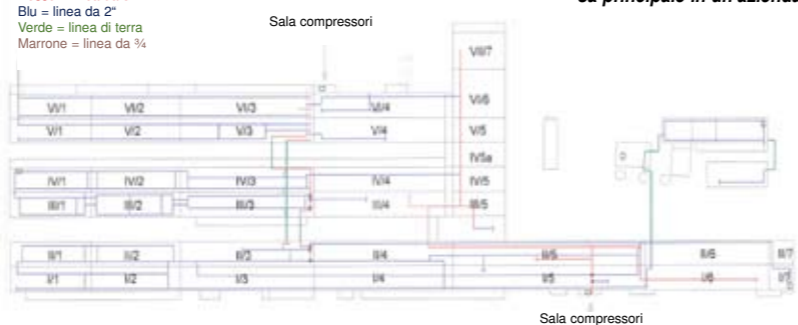 Blu = linea da 2“
Verde = linea di terra
Marrone = linea da ¾
Sala compressori
VII/7
VI/1 VI/2 VI/3 VI/4 VI/6
V/1 V/2 V/3 V/4 V/5
IV/5a
IV/1 IV/2 IV/3 IV/4 IV/5
III/1 III/2 III/3 III/4 III/5
II/1 II/2 II/3 II/4 II/5 II/6 II/7
I/1 I/2 I/3 I/4 I/5 I/6
Sala compressori